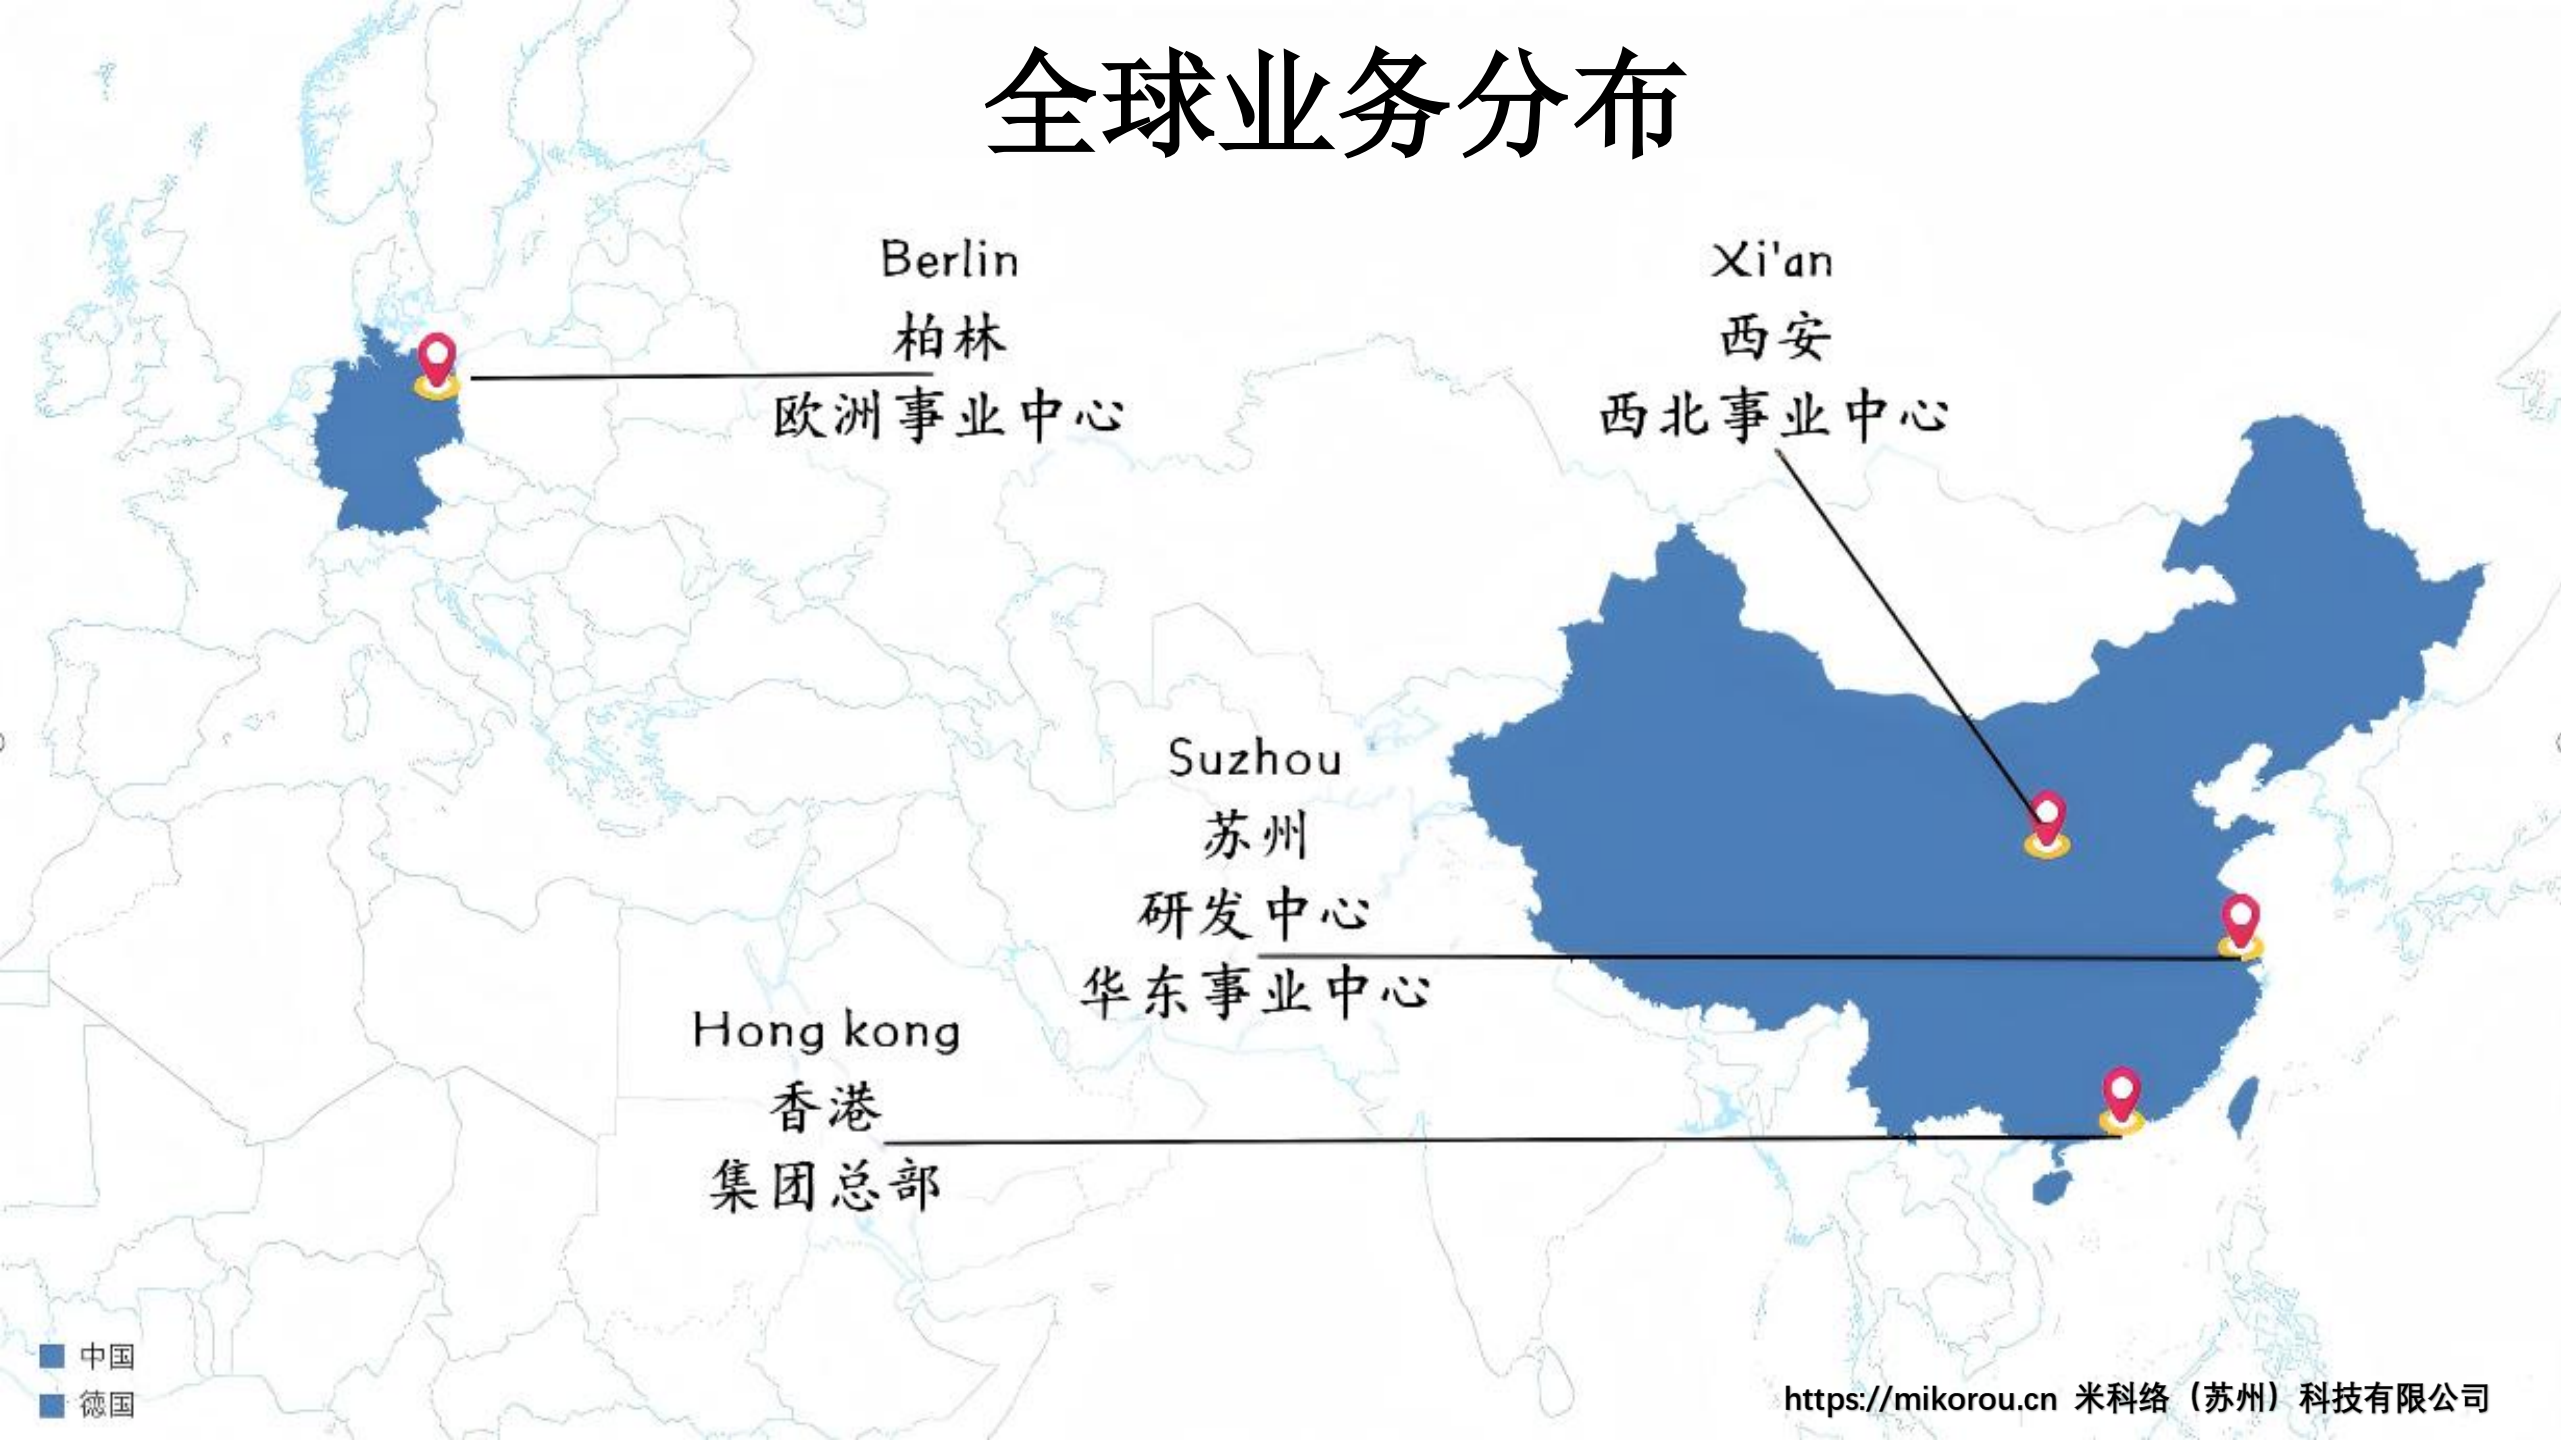 全球业务分布
Berlin
柏林
欧洲事业中心
Xi'an
西安
西北事业中心
Suzhou
苏州
研发中心
华东事业中心
Hong kong
香港
集团总部
中国
德国
https://mikorou.cn 米科络（苏州）科技有限公司